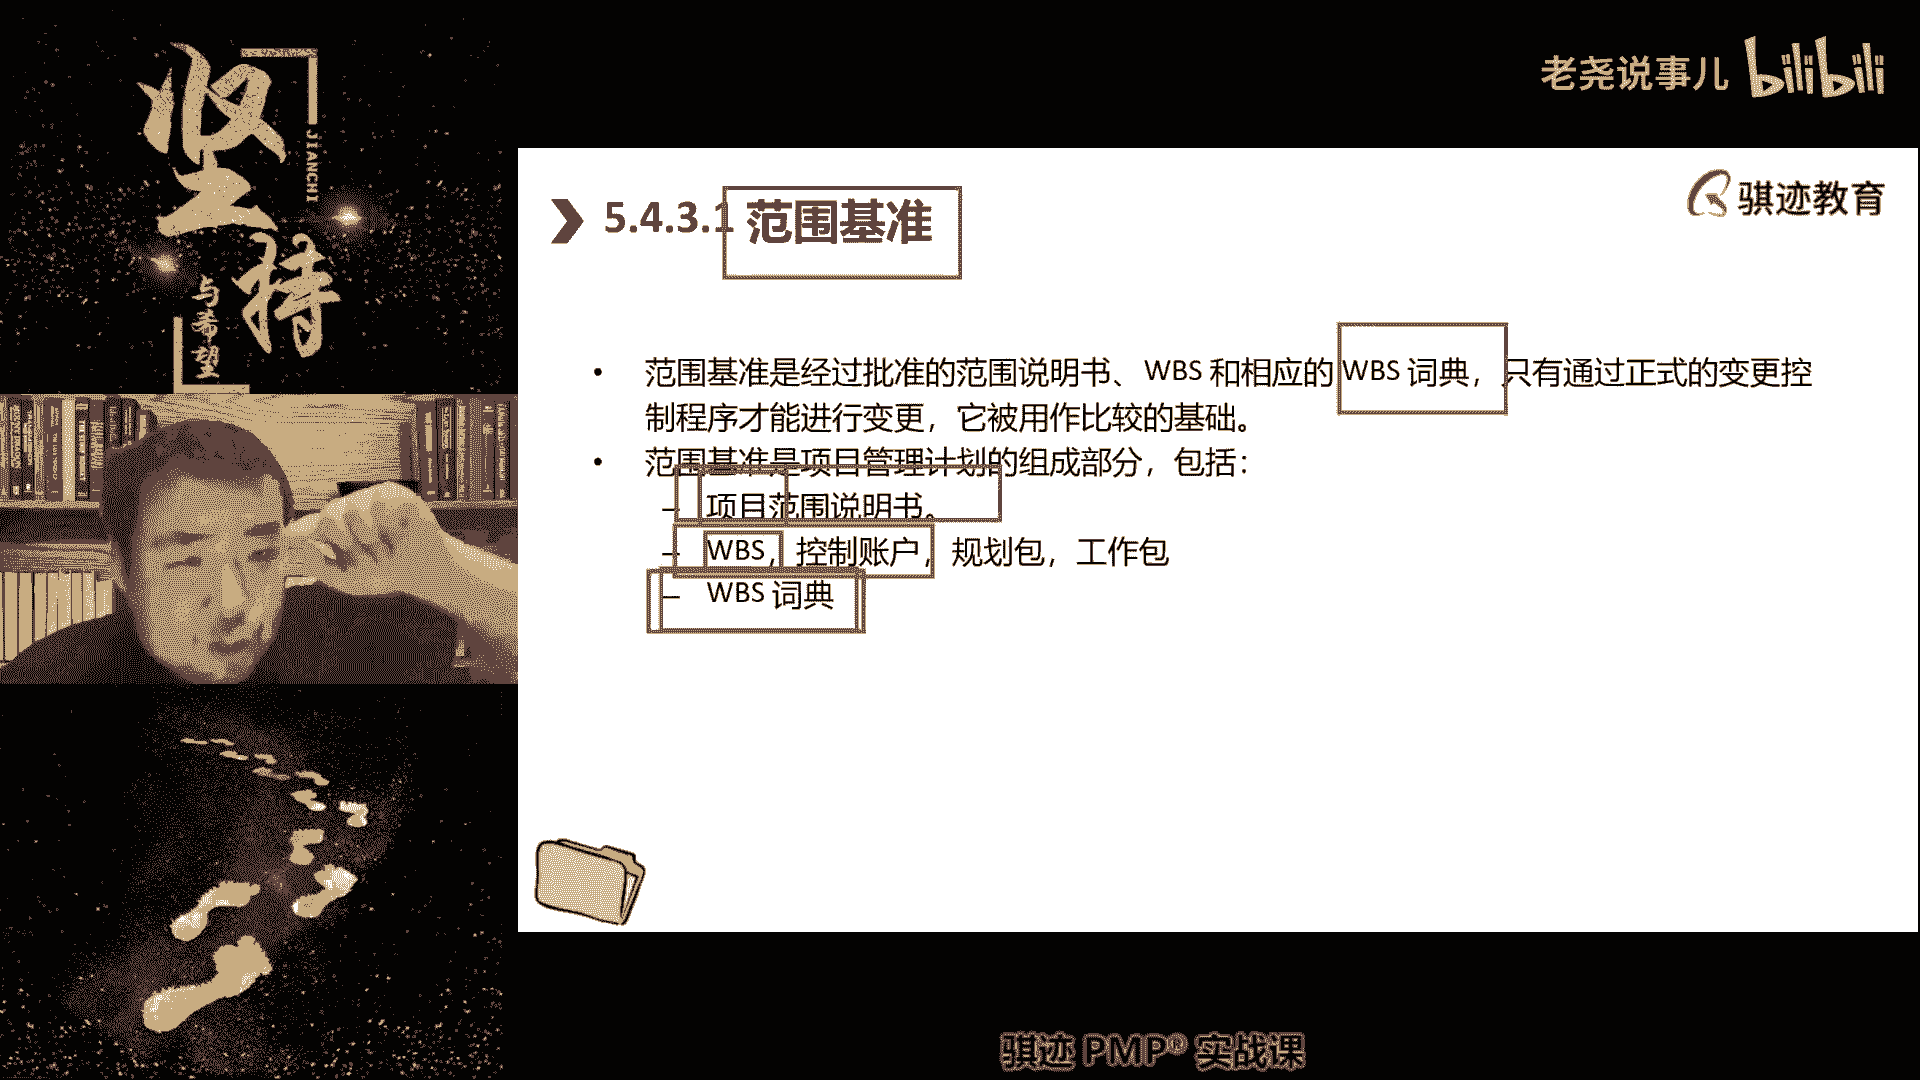 坚持
JIANCHI
与希望
老尧说事儿 bilibili
骐迹教育
5.4.3.1 范围基准
• 范围基准是经过批准的范围说明书、WBS 和相应的 WBS 词典，只有通过正式的变更控
制程序才能进行变更，它被用作比较的基础。
• 范围基准是项目管理计划的组成部分，包括：
– 项目范围说明书。
– WBS，控制账户，规划包，工作包
– WBS 词典
骐迹 PMP® 实战课